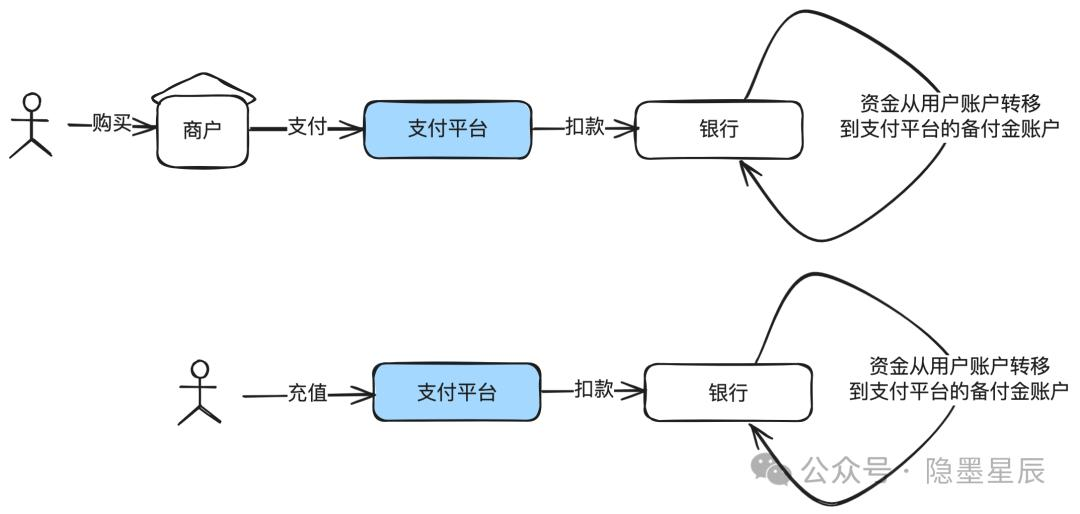 购买
商户
支付
支付平台
扣款
银行
资金从用户账户转移
到支付平台的备付金账户
充值
支付平台
扣款
银行
资金从用户账户转移
到支付平台的备付金账户
公众号·隐墨星辰